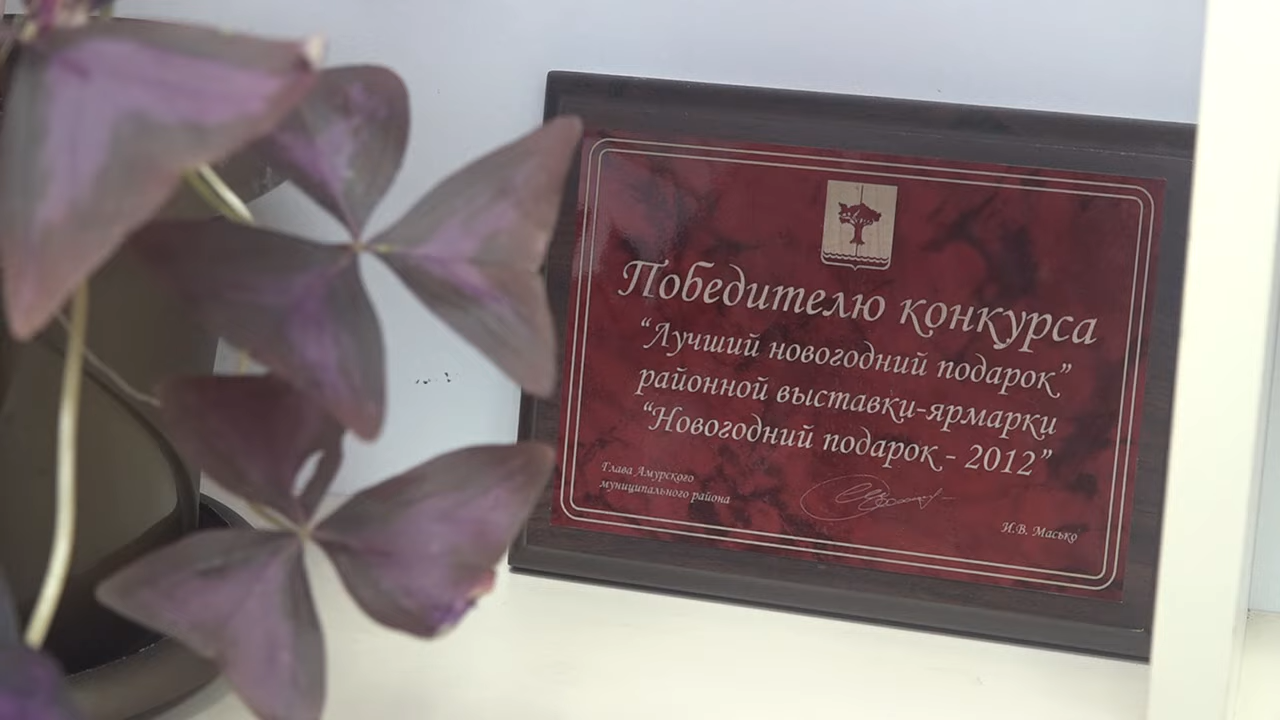 Победителю конкурса
“Лучший новогодний подарок”
районной выставки-ярмарки
“Новогодний подарок - 2012”
Глава Амурского
муниципального района
И.В. Масько